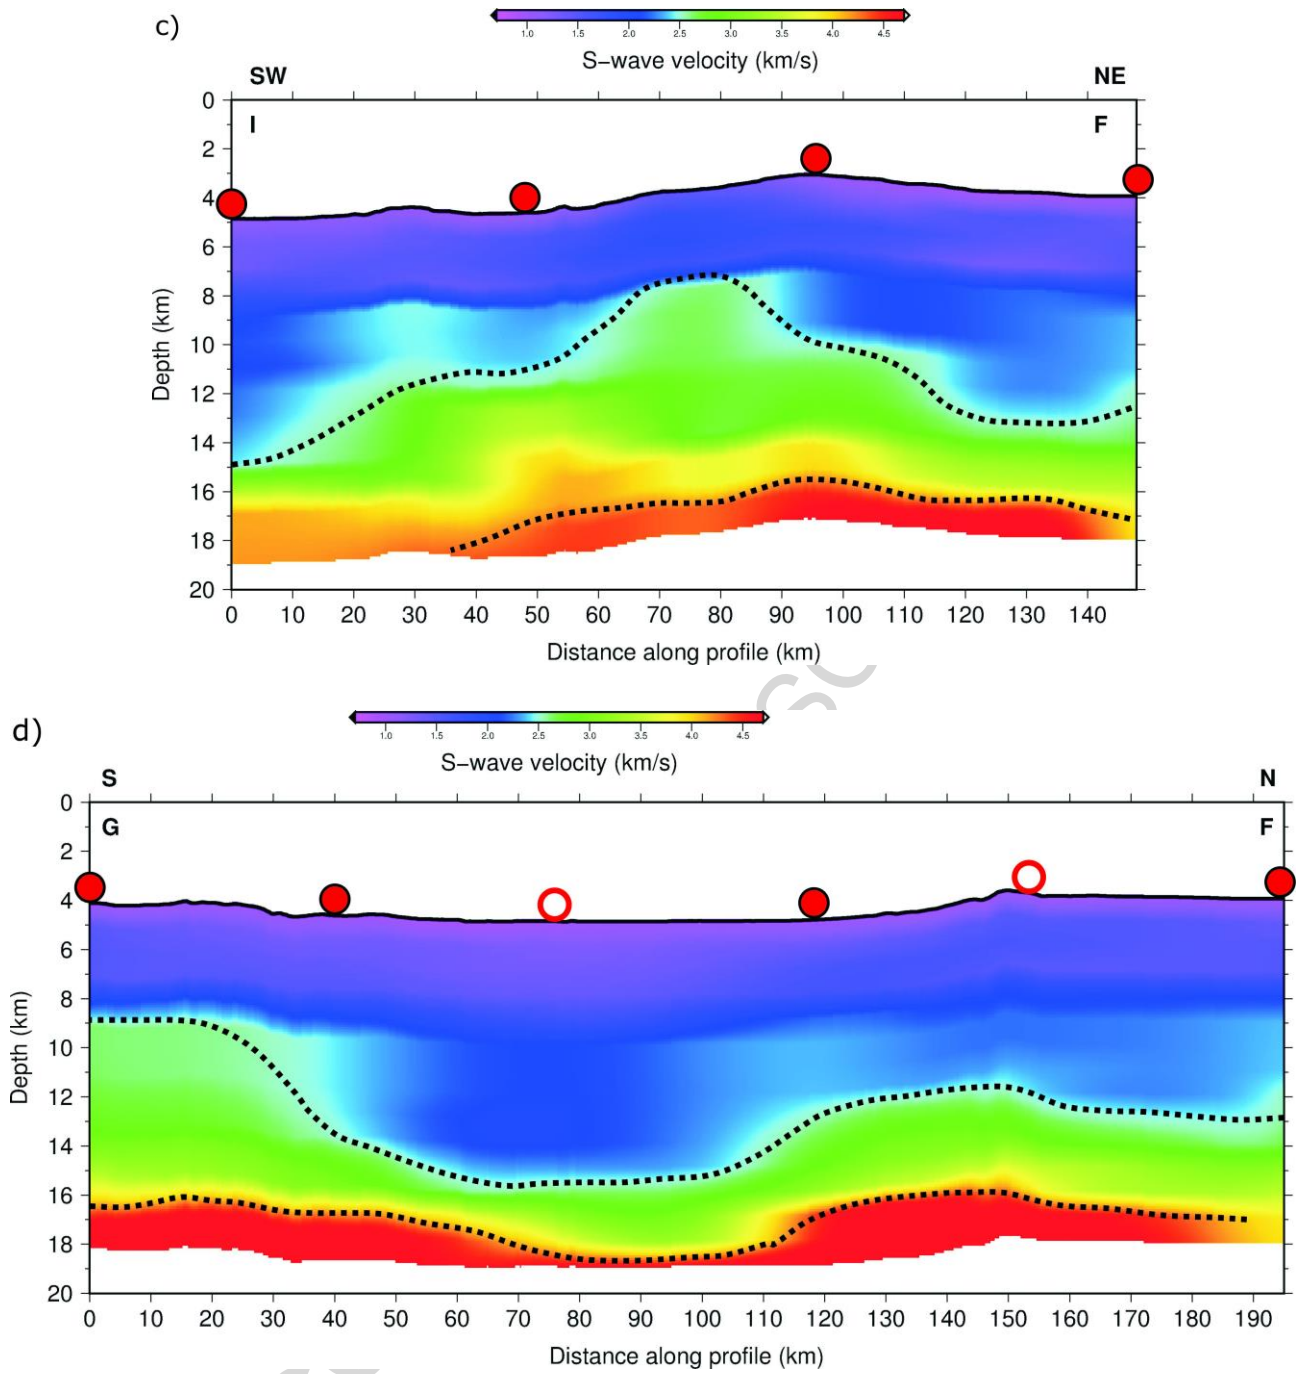 c)
1.0 1.5 2.0 2.5 3.0 3.5 4.0 4.5
S-wave velocity (km/s)
SW NE
I F
0
2
4
6
8
10
12
14
16
18
20
Depth (km)
0 10 20 30 40 50 60 70 80 90 100 110 120 130 140
Distance along profile (km)
d)
1.0 1.5 2.0 2.5 3.0 3.5 4.0 4.5
S-wave velocity (km/s)
S N
G F
0
2
4
6
8
10
12
14
16
18
20
Depth (km)
0 10 20 30 40 50 60 70 80 90 100 110 120 130 140 150 160 170 180 190
Distance along profile (km)